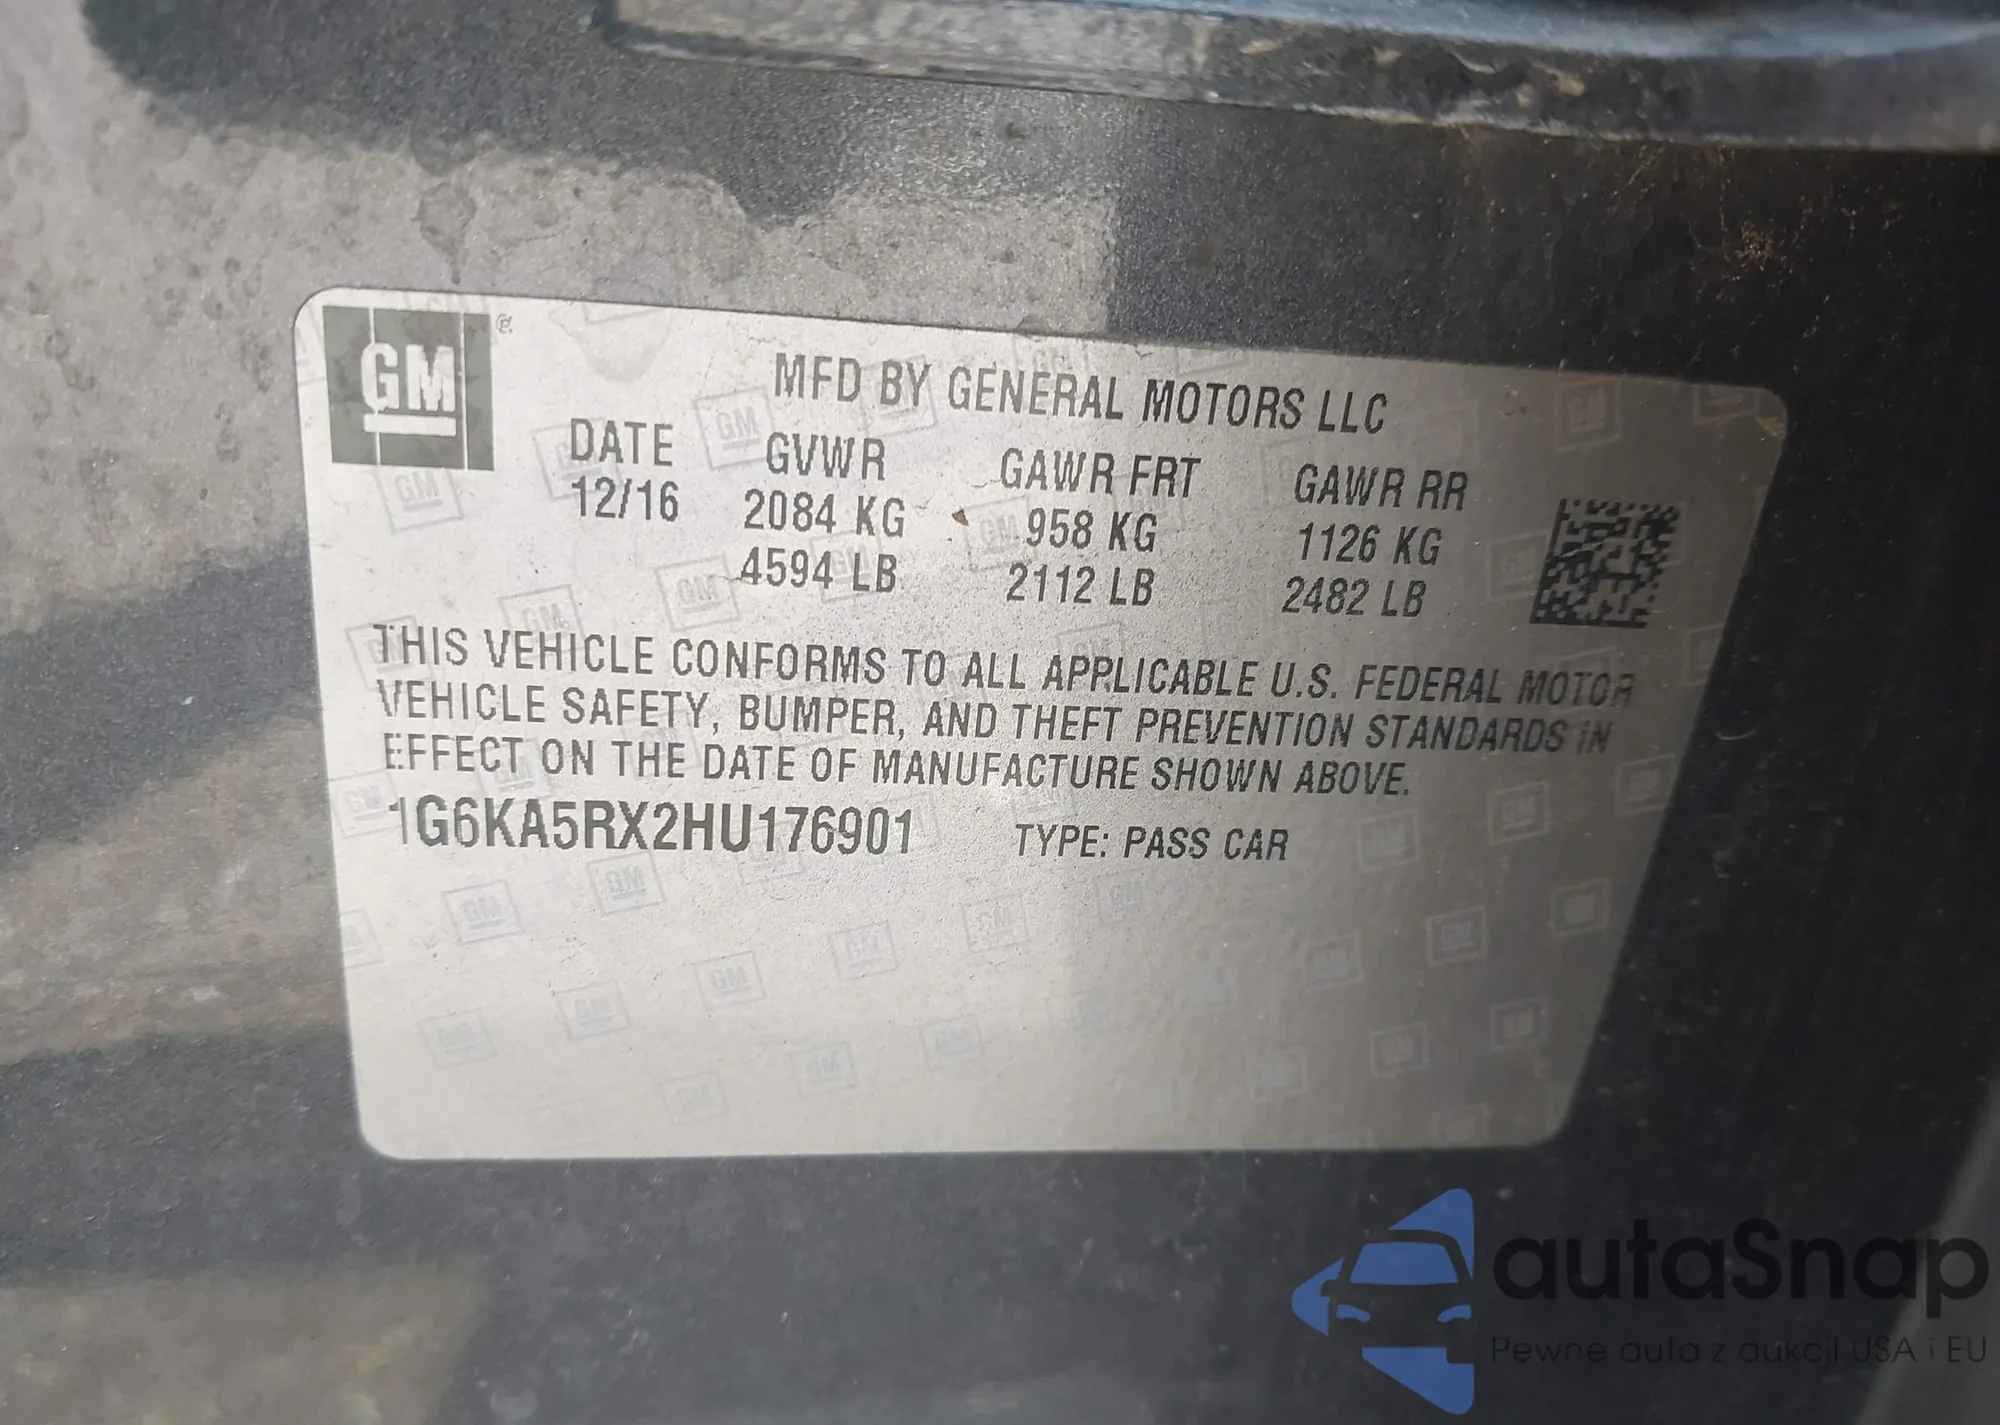 GM
MFD BY GENERAL MOTORS LLC
DATE GVWR GAWR FRT GAWR RR
12/16 2084 KG 958 KG 1126 KG
4594 LB 2112 LB 2482 LB
THIS VEHICLE CONFORMS TO ALL APPLICABLE U.S. FEDERAL MOTOR
VEHICLE SAFETY, BUMPER, AND THEFT PREVENTION STANDARDS IN
EFFECT ON THE DATE OF MANUFACTURE SHOWN ABOVE.
1G6KA5RX2HU176901 TYPE: PASS CAR
autaSnap
Pewne auta z aukcji USA i EU